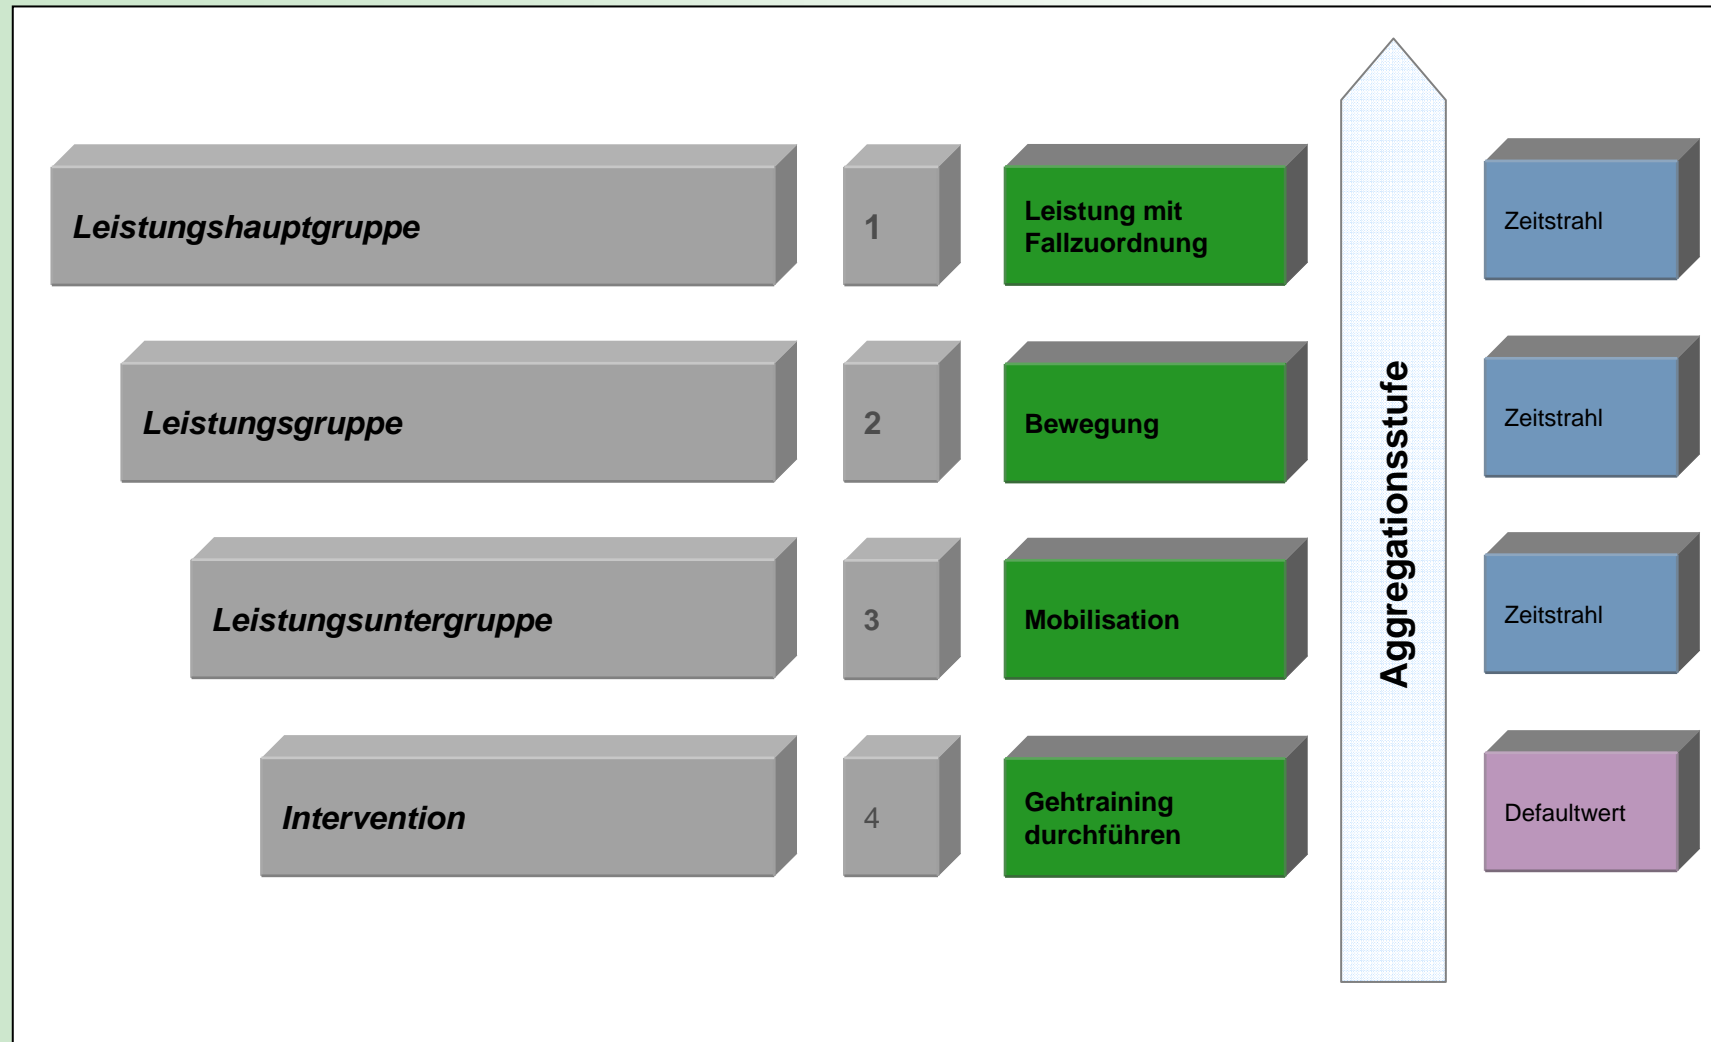 Leistungshauptgruppe
1
Leistung mit
Fallzuordnung
Zeitstrahl
Leistungsgruppe
2
Bewegung
Zeitstrahl
Leistungsuntergruppe
3
Mobilisation
Zeitstrahl
Intervention
4
Gehtraining
durchführen
Defaultwert
Aggregationsstufe